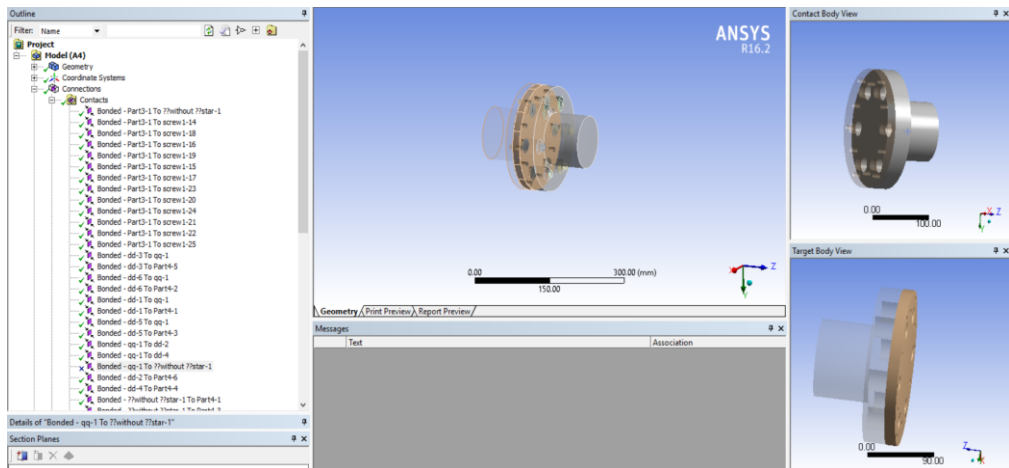 Outline
Filter: Name
Project
Model (A4)
Geometry
Coordinate Systems
Connections
Contacts
Bonded - Part3-1 To ??without ??star-1
Bonded - Part3-1 To screw1-14
Bonded - Part3-1 To screw1-18
Bonded - Part3-1 To screw1-16
Bonded - Part3-1 To screw1-19
Bonded - Part3-1 To screw1-15
Bonded - Part3-1 To screw1-17
Bonded - Part3-1 To screw1-23
Bonded - Part3-1 To screw1-20
Bonded - Part3-1 To screw1-24
Bonded - Part3-1 To screw1-21
Bonded - Part3-1 To screw1-22
Bonded - Part3-1 To screw1-25
Bonded - dd-3 To qq-1
Bonded - dd-3 To Part4-5
Bonded - dd-6 To qq-1
Bonded - dd-6 To Part4-2
Bonded - dd-1 To qq-1
Bonded - dd-1 To Part4-1
Bonded - dd-5 To qq-1
Bonded - dd-5 To Part4-3
Bonded - qq-1 To dd-2
Bonded - qq-1 To dd-4
Bonded - qq-1 To ??without ??star-1
Bonded - dd-2 To Part4-6
Bonded - dd-4 To Part4-4
Bonded - ??without ??star-1 To Part4-1
Bonded - ??without ??star-1 To Part4-2
Details of "Bonded - qq-1 To ??without ??star-1"
Section Planes
ANSYS
R16.2
0.00
300.00 (mm)
150.00
X
Z
Y
Geometry
Print Preview
Report Preview
Messages
Text
Association
Contact Body View
0.00
100.00
X
Z
Y
Target Body View
0.00
90.00
Z
X